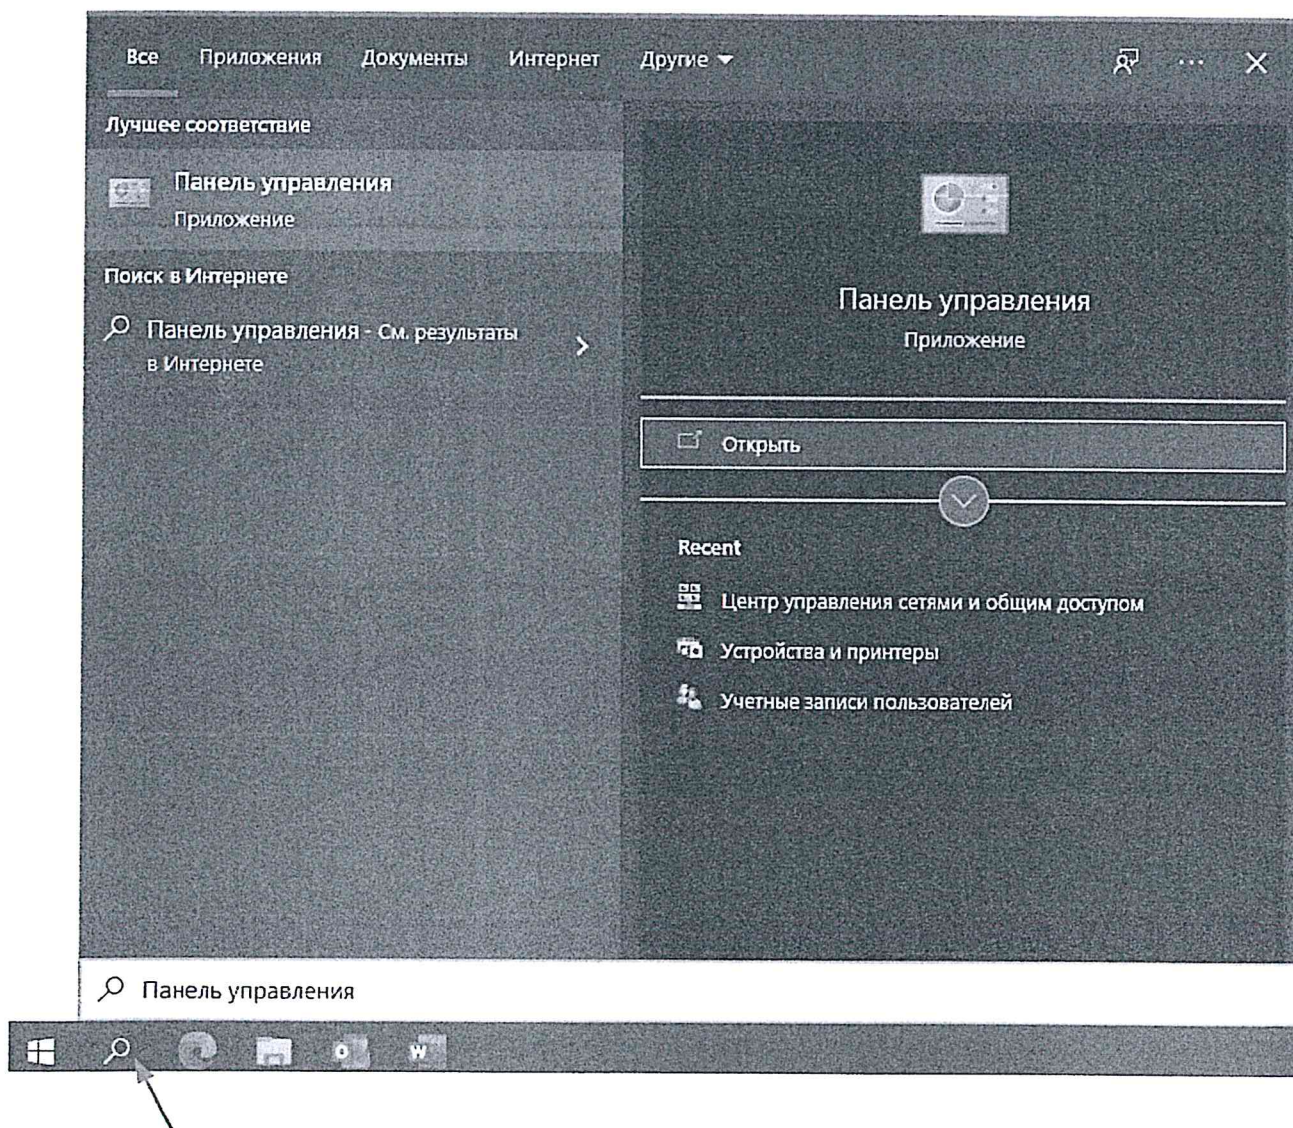 Все Приложения Документы Интернет Другие
Лучшее соответствие
Панель управления
Приложение
Поиск в Интернете
Панель управления - См. результаты
в Интернете
Панель управления
Приложение
Открыть
Recent
Центр управления сетями и общим доступом
Устройства и принтеры
Учетные записи пользователей
Панель управления
O W